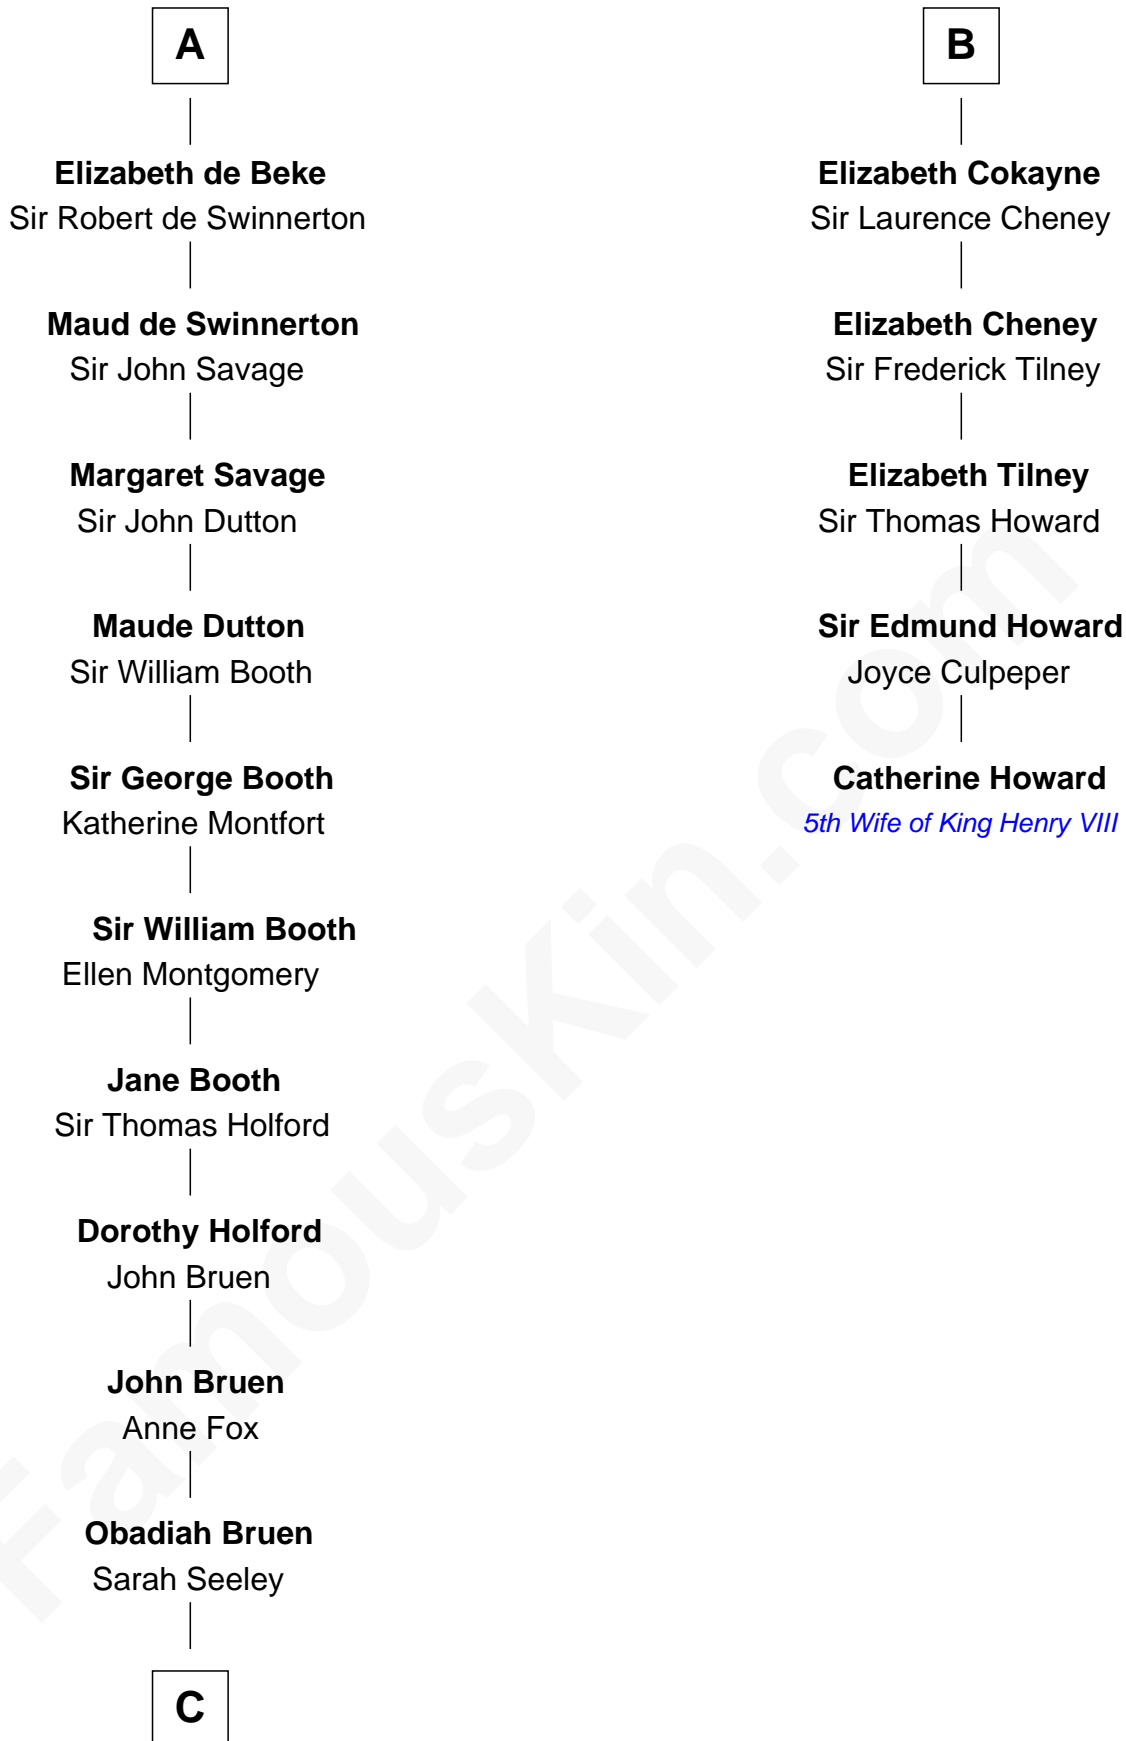 A
Elizabeth de Beke
Sir Robert de Swinnerton
Maud de Swinnerton
Sir John Savage
Margaret Savage
Sir John Dutton
Maude Dutton
Sir William Booth
Sir George Booth
Katherine Montfort
Sir William Booth
Ellen Montgomery
Jane Booth
Sir Thomas Holford
Dorothy Holford
John Bruen
John Bruen
Anne Fox
Obadiah Bruen
Sarah Seeley
C
B
Elizabeth Cokayne
Sir Laurence Cheney
Elizabeth Cheney
Sir Frederick Tilney
Elizabeth Tilney
Sir Thomas Howard
Sir Edmund Howard
Joyce Culpeper
Catherine Howard
5th Wife of King Henry VIII
FamousKin.com